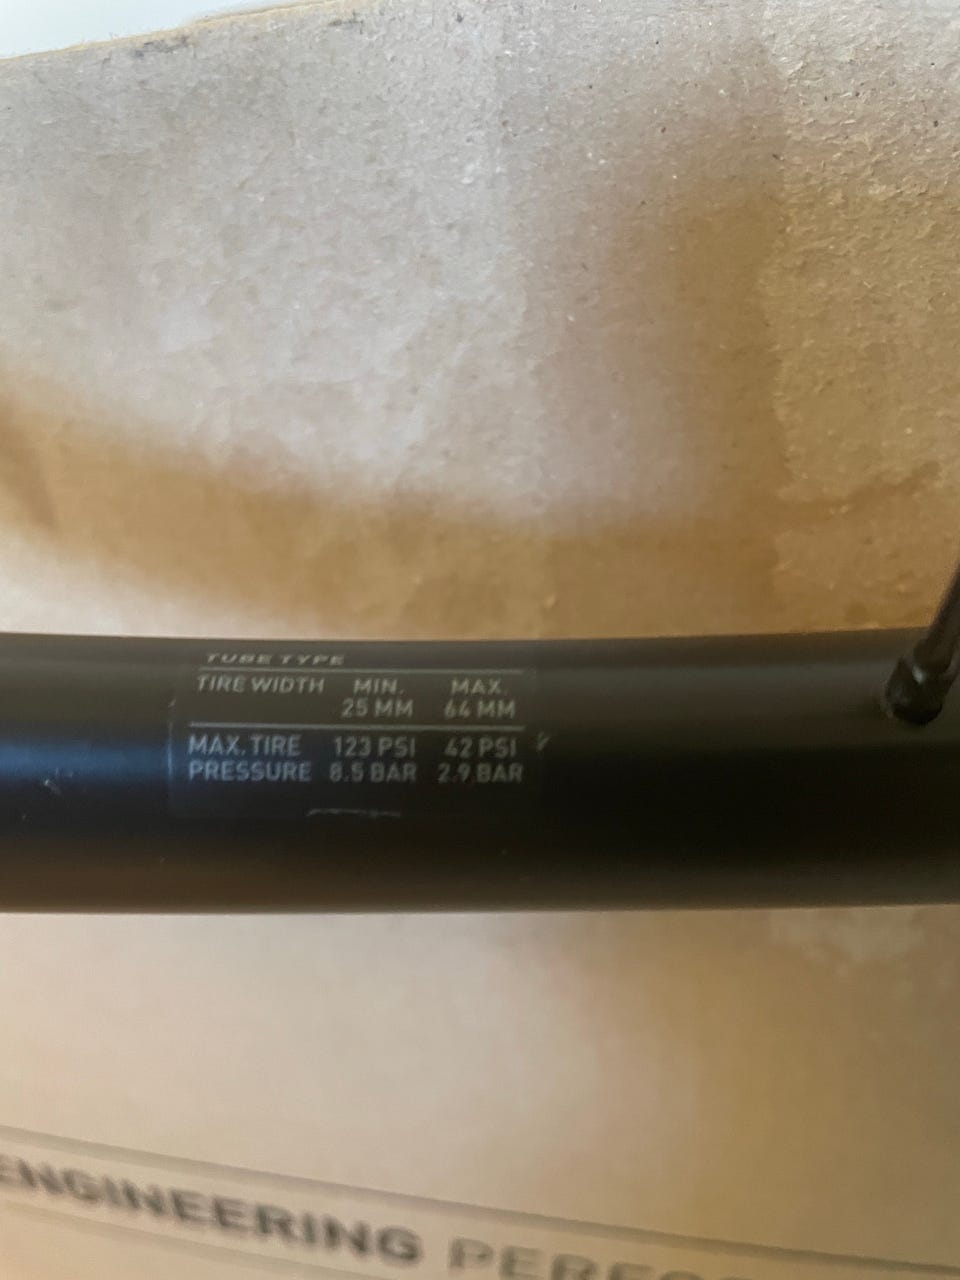 TUBE TYPE
TIRE WIDTH MIN. MAX.
25 MM 64 MM
MAX. TIRE 123 PSI 42 PSI
PRESSURE 8.5 BAR 2.9 BAR
ENGINEERING